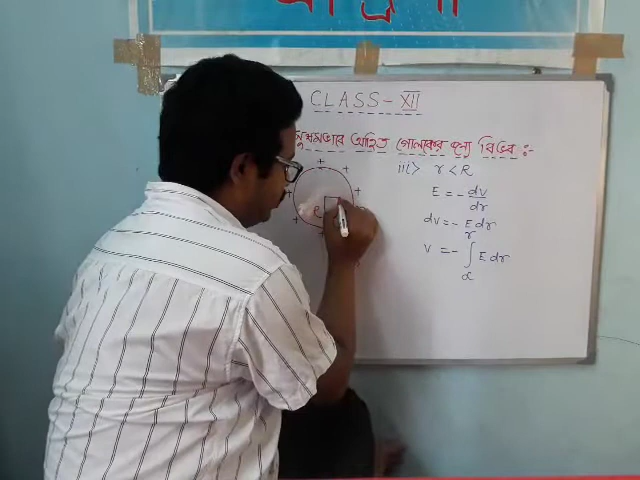 CLASS-XII
সুষমভাবে আহিত গোলকের জন্য বিভব :-
iii> r < R
E = - dV/dr
dv = - E dr
V = - ∫ E dr
r
α
+ + + + +